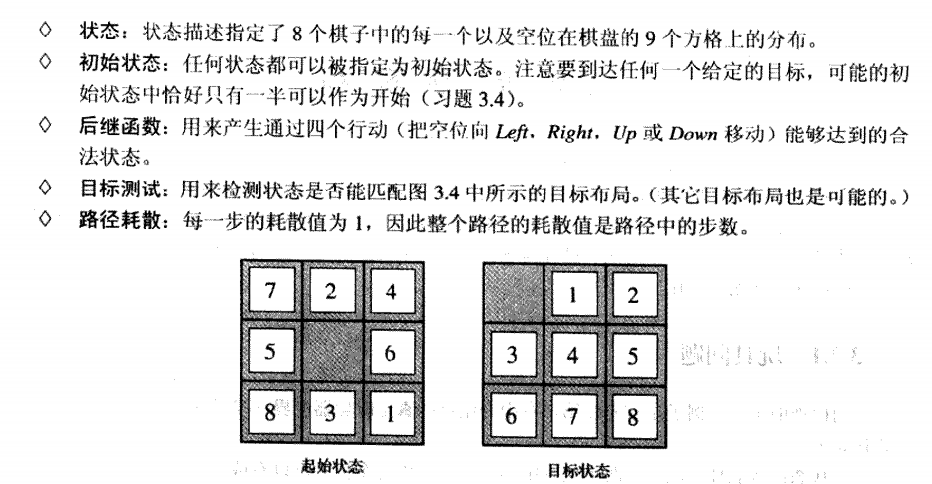 ◇ 状态：状态描述指定了 8 个棋子中的每一个以及空位在棋盘的 9 个方格上的分布。
◇ 初始状态：任何状态都可以被指定为初始状态。注意要到达任何一个给定的目标，可能的初
始状态中恰好只有一半可以作为开始（习题 3.4）。
◇ 后继函数：用来产生通过四个行动（把空位向 Left，Right，Up 或 Down 移动）能够达到的合
法状态。
◇ 目标测试：用来检测状态是否能匹配图 3.4 中所示的目标布局。（其它目标布局也是可能的。）
◇ 路径耗散：每一步的耗散值为 1，因此整个路径的耗散值是路径中的步数。
7 2 4
5 6
8 3 1
起始状态
1 2
3 4 5
6 7 8
目标状态